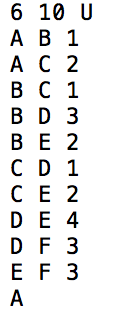 6 10 U
A B 1
A C 2
B C 1
B D 3
B E 2
C D 1
C E 2
D E 4
D F 3
E F 3
A